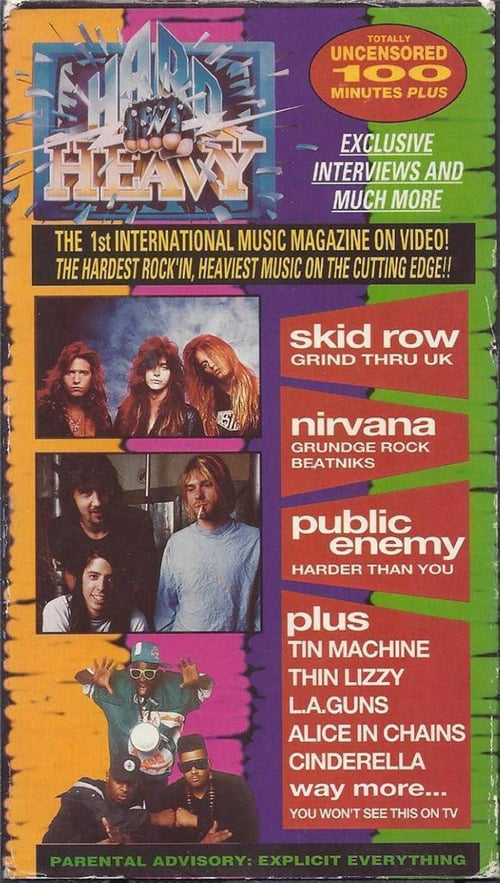 HARD
'N'
HEAVY
TOTALLY
UNCENSORED
100
MINUTES PLUS
EXCLUSIVE
INTERVIEWS AND
MUCH MORE
THE 1st INTERNATIONAL MUSIC MAGAZINE ON VIDEO!
THE HARDEST ROCK'IN, HEAVIEST MUSIC ON THE CUTTING EDGE!!
skid row
GRIND THRU UK
nirvana
GRUNDGE ROCK
BEATNIKS
public
enemy
HARDER THAN YOU
plus
TIN MACHINE
THIN LIZZY
L.A.GUNS
ALICE IN CHAINS
CINDERELLA
way more...
YOU WON'T SEE THIS ON TV
PARENTAL ADVISORY: EXPLICIT EVERYTHING